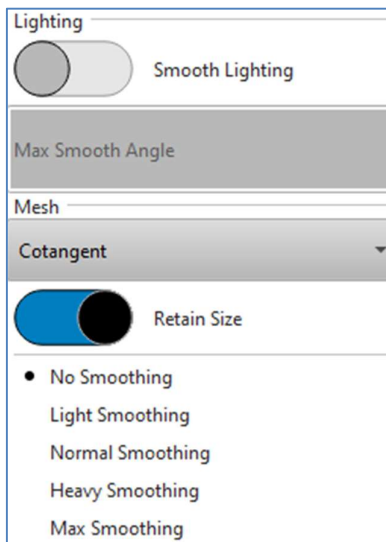 Lighting
Smooth Lighting
Max Smooth Angle
Mesh
Cotangent
Retain Size
No Smoothing
Light Smoothing
Normal Smoothing
Heavy Smoothing
Max Smoothing